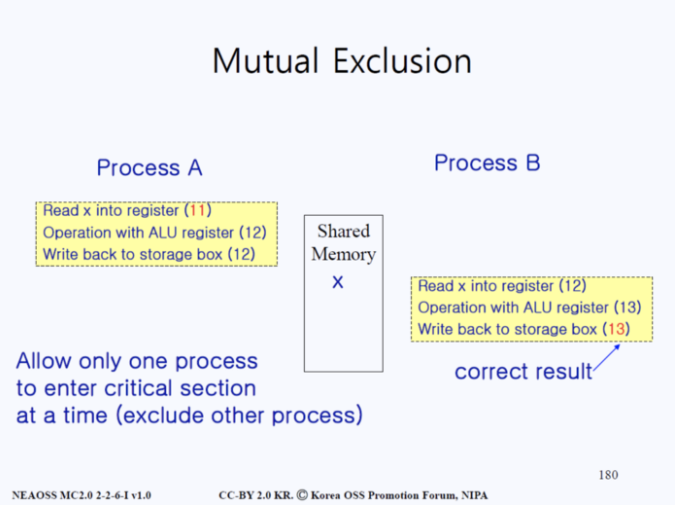 Mutual Exclusion
Process A
Process B
Read x into register (11)
Operation with ALU register (12)
Write back to storage box (12)
Shared
Memory
x
Read x into register (12)
Operation with ALU register (13)
Write back to storage box (13)
correct result
Allow only one process
to enter critical section
at a time (exclude other process)
180
NEAOSS MC2.0 2-2-6-I v1.0
CC-BY 2.0 KR. Ⓒ Korea OSS Promotion Forum, NIPA